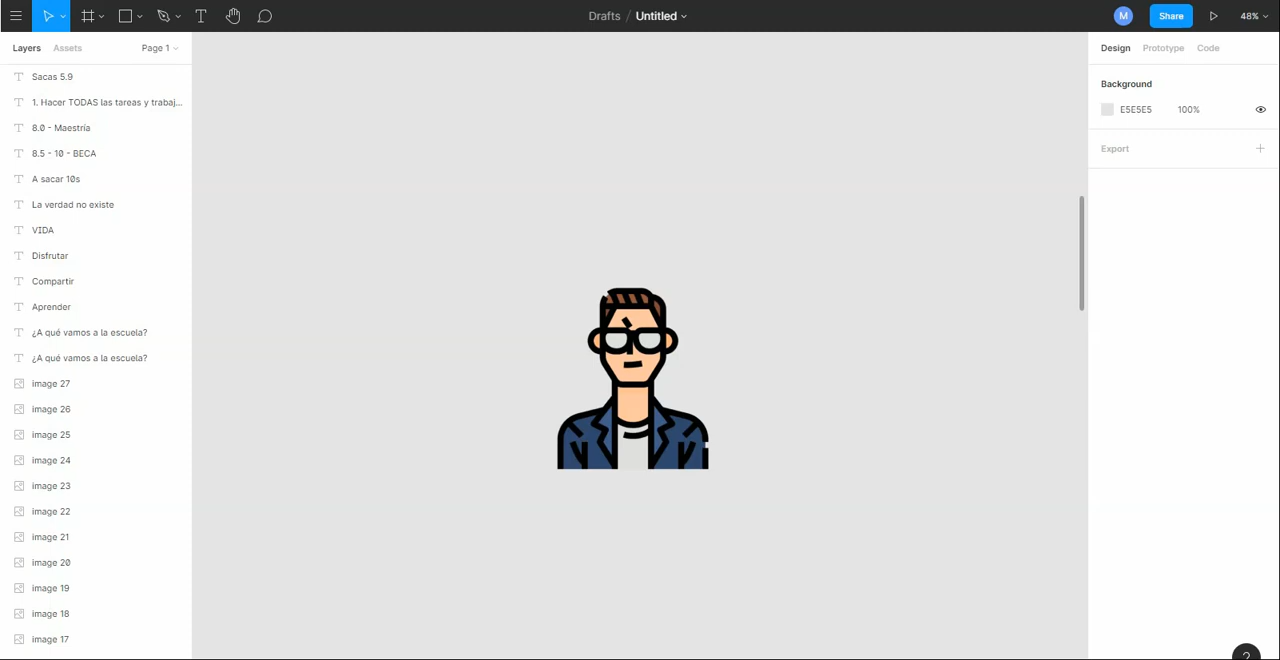 Drafts / Untitled
M
Share
48%
Layers
Assets
Page 1
Sacas 5.9
1. Hacer TODAS las tareas y trabaj...
8.0 - Maestría
8.5 - 10 - BECA
A sacar 10s
La verdad no existe
VIDA
Disfrutar
Compartir
Aprender
¿A qué vamos a la escuela?
¿A qué vamos a la escuela?
image 27
image 26
image 25
image 24
image 23
image 22
image 21
image 20
image 19
image 18
image 17
Design
Prototype
Code
Background
E5E5E5
100%
Export
?